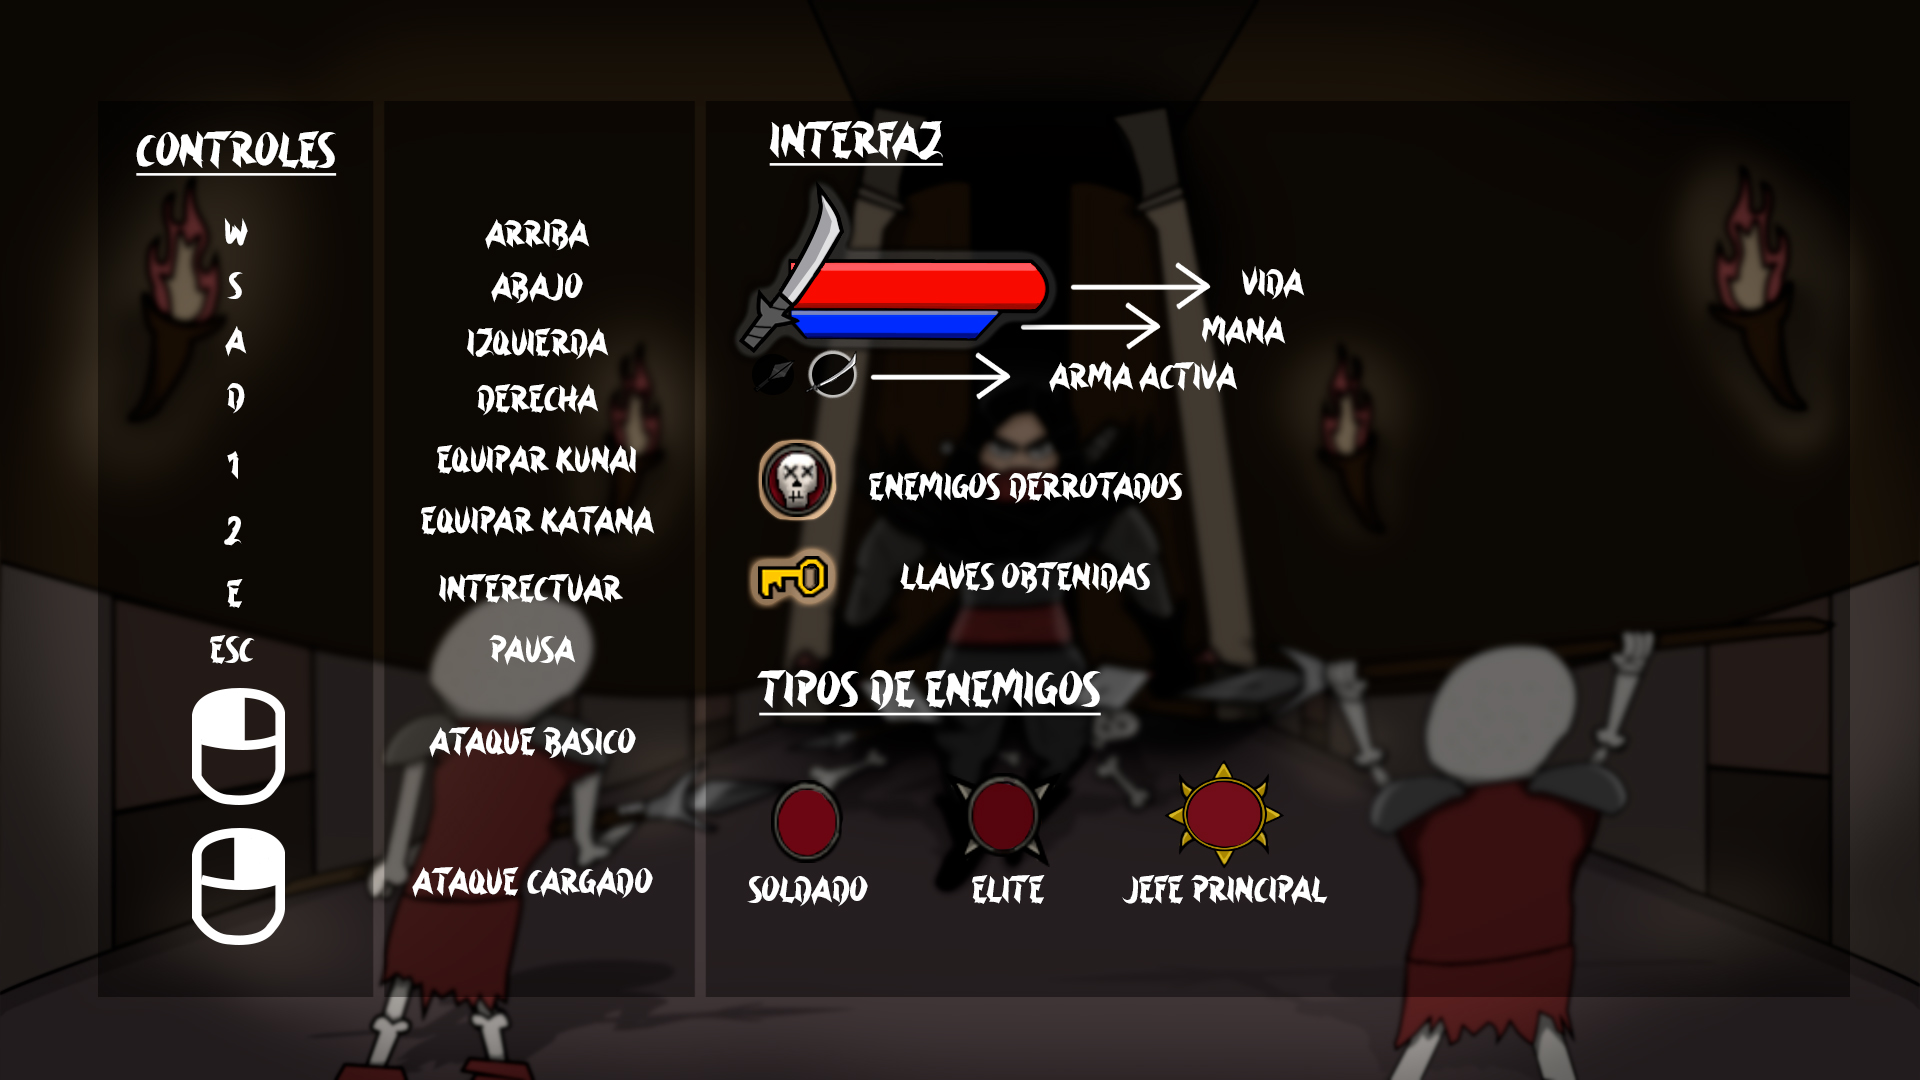 CONTROLES
W ARRIBA
S ABAJO
A IZQUIERDA
D DERECHA
1 EQUIPAR KUNAI
2 EQUIPAR KATANA
E INTERECTUAR
ESC PAUSA
ATAQUE BASICO
ATAQUE CARGADO
INTERFAZ
VIDA
MANA
ARMA ACTIVA
ENEMIGOS DERROTADOS
LLAVES OBTENIDAS
TIPOS DE ENEMIGOS
SOLDADO ELITE JEFE PRINCIPAL